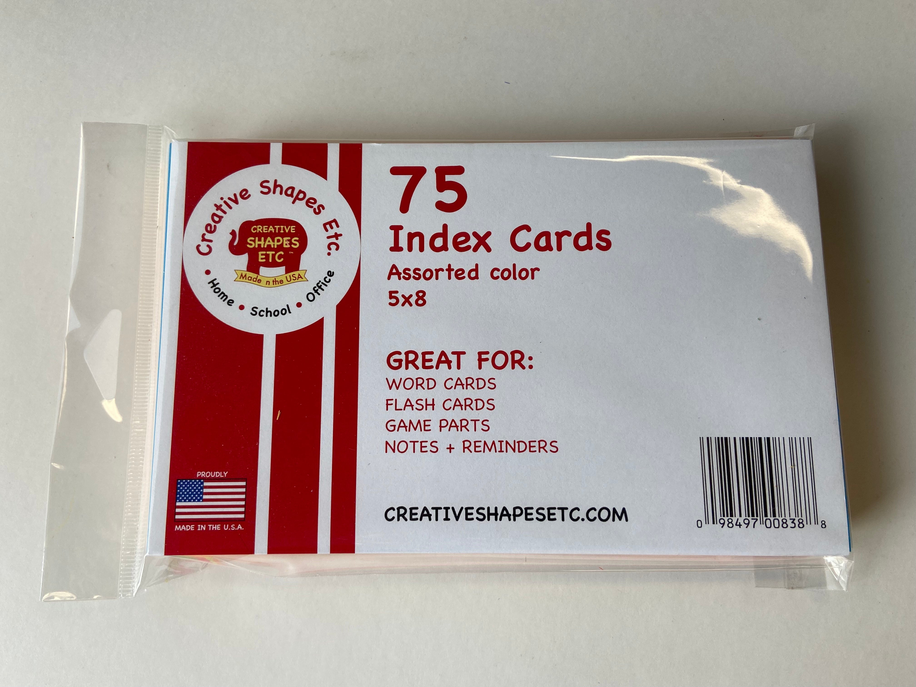 Creative Shapes Etc.
CREATIVE
SHAPES
ETC
Made n the USA
• Home • School • Office
75
Index Cards
Assorted color
5x8
GREAT FOR:
WORD CARDS
FLASH CARDS
GAME PARTS
NOTES + REMINDERS
PROUDLY
MADE IN THE U.S.A.
CREATIVESHAPESETC.COM
0 98497 00838 8